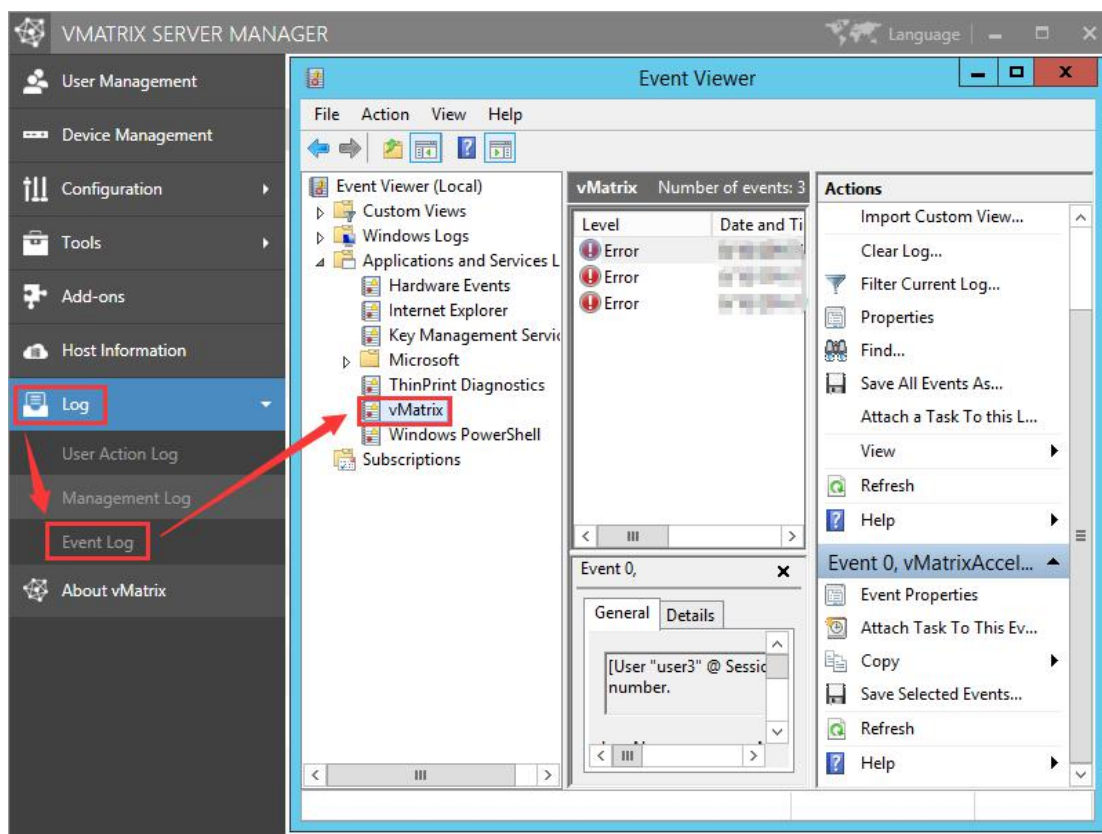 VMATRIX SERVER MANAGER
Language
User Management
Device Management
Configuration
Tools
Add-ons
Host Information
Log
User Action Log
Management Log
Event Log
About vMatrix
Event Viewer
File Action View Help
Event Viewer (Local)
Custom Views
Windows Logs
Applications and Services L
Hardware Events
Internet Explorer
Key Management Servic
Microsoft
ThinPrint Diagnostics
vMatrix
Windows PowerShell
Subscriptions
vMatrix Number of events: 3
Level Date and Ti
Error
Error
Error
Event 0,
General Details
[User "user3" @ Sessic
number.
Actions
Import Custom View...
Clear Log...
Filter Current Log...
Properties
Find...
Save All Events As...
Attach a Task To this L...
View
Refresh
Help
Event 0, vMatrixAccel...
Event Properties
Attach Task To This Ev...
Copy
Save Selected Events...
Refresh
Help